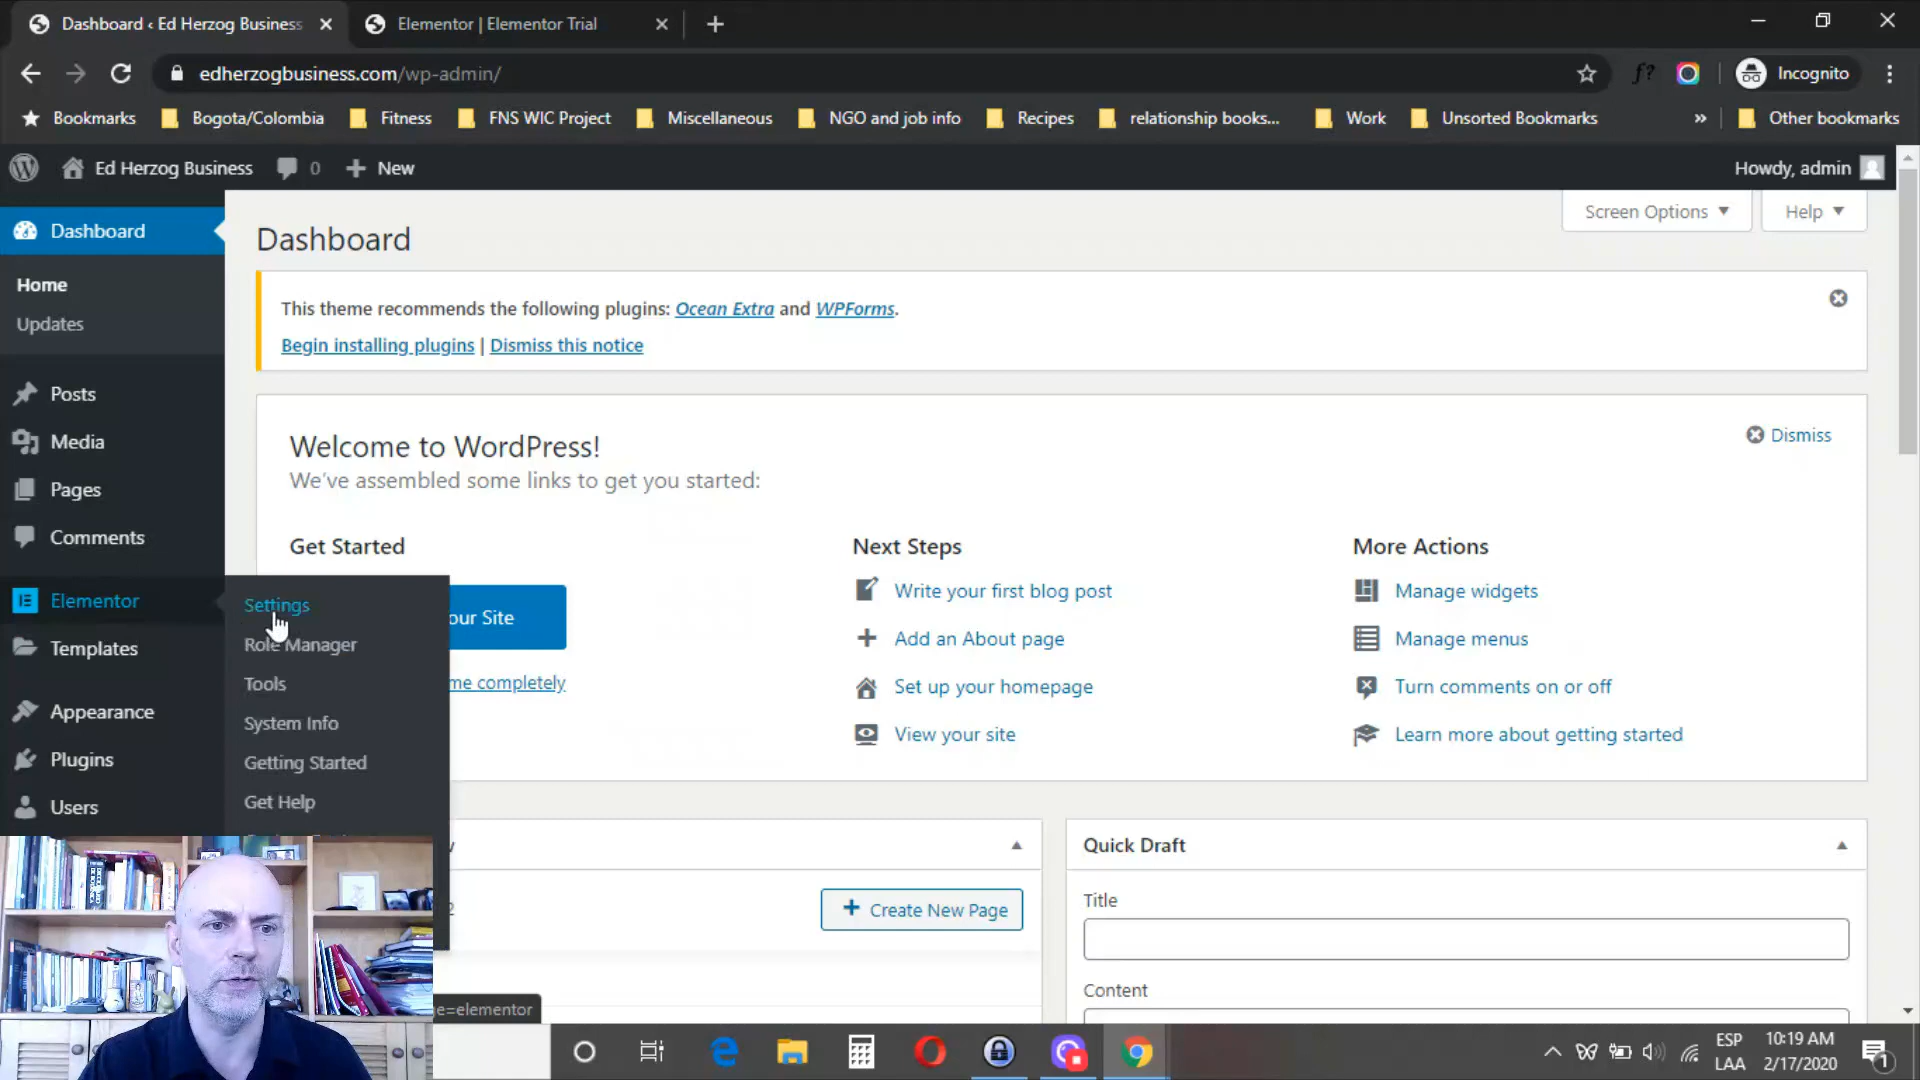 Dashboard ‹ Ed Herzog Business
Elementor | Elementor Trial
edherzogbusiness.com/wp-admin/
Incognito
Bookmarks
Bogota/Colombia
Fitness
FNS WIC Project
Miscellaneous
NGO and job info
Recipes
relationship books...
Work
Unsorted Bookmarks
»
Other bookmarks
Ed Herzog Business
0
+ New
Howdy, admin
Screen Options
Help
Dashboard
Home
Updates
Posts
Media
Pages
Comments
Elementor
Templates
Appearance
Plugins
Users
Settings
Role Manager
Tools
System Info
Getting Started
Get Help
Dashboard
This theme recommends the following plugins: Ocean Extra and WPForms.
Begin installing plugins | Dismiss this notice
Welcome to WordPress!
Dismiss
We've assembled some links to get you started:
Get Started
our Site
me completely
Next Steps
Write your first blog post
Add an About page
Set up your homepage
View your site
More Actions
Manage widgets
Manage menus
Turn comments on or off
Learn more about getting started
+ Create New Page
Quick Draft
Title
Content
e=elementor
ESP
LAA
10:19 AM
2/17/2020
1